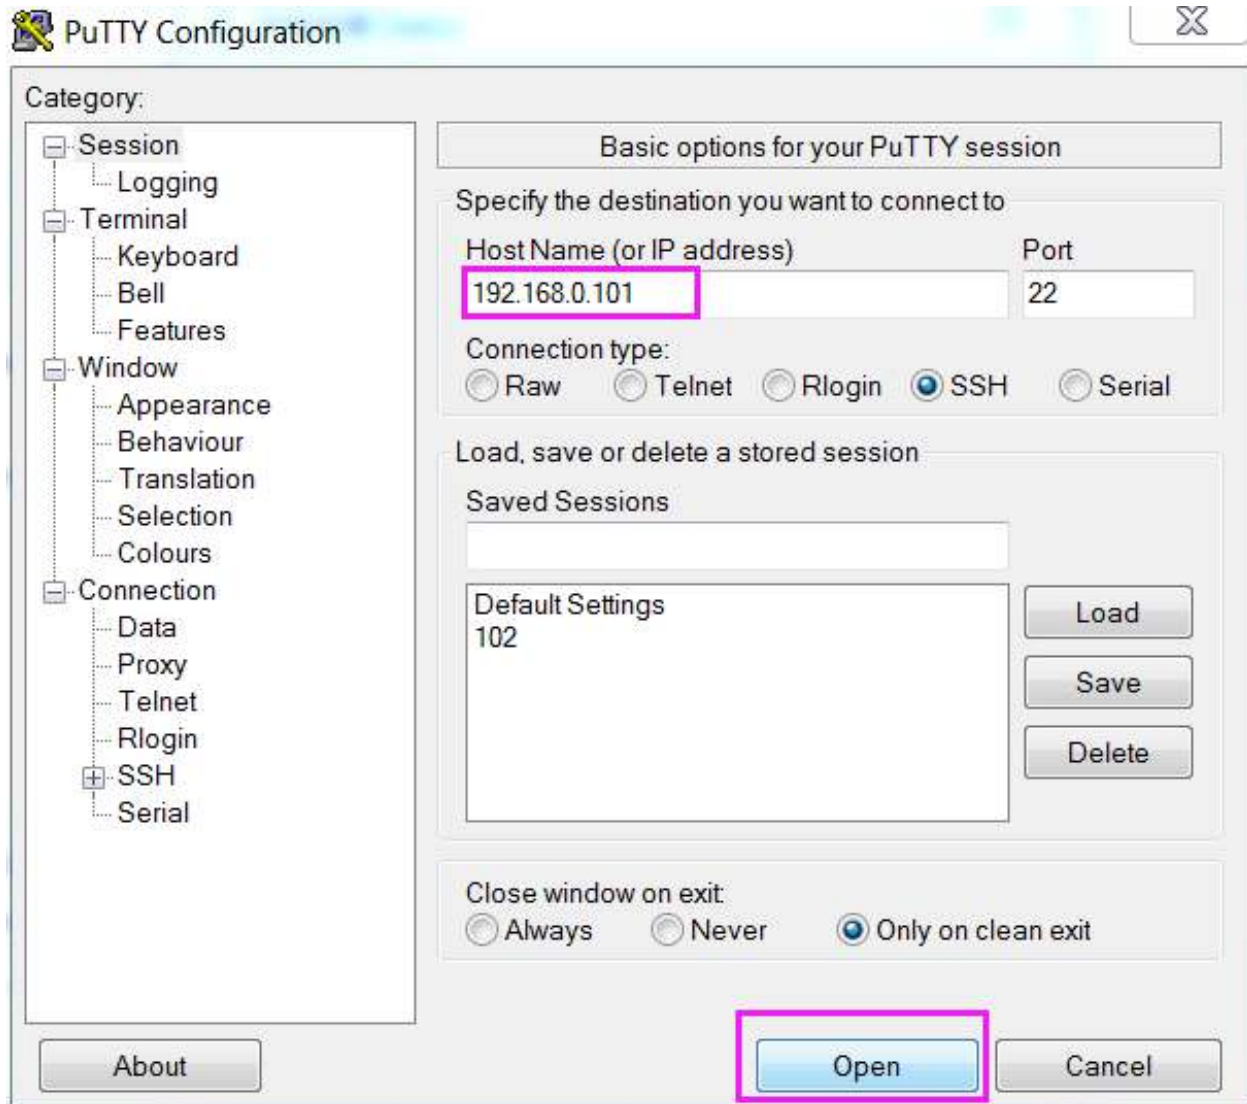 PuTTY Configuration
Category:
Session
Logging
Terminal
Keyboard
Bell
Features
Window
Appearance
Behaviour
Translation
Selection
Colours
Connection
Data
Proxy
Telnet
Rlogin
SSH
Serial
Basic options for your PuTTY session
Specify the destination you want to connect to
Host Name (or IP address) Port
192.168.0.101 22
Connection type:
Raw Telnet Rlogin SSH Serial
Load, save or delete a stored session
Saved Sessions
Default Settings
102
Load
Save
Delete
Close window on exit:
Always Never Only on clean exit
About Open Cancel